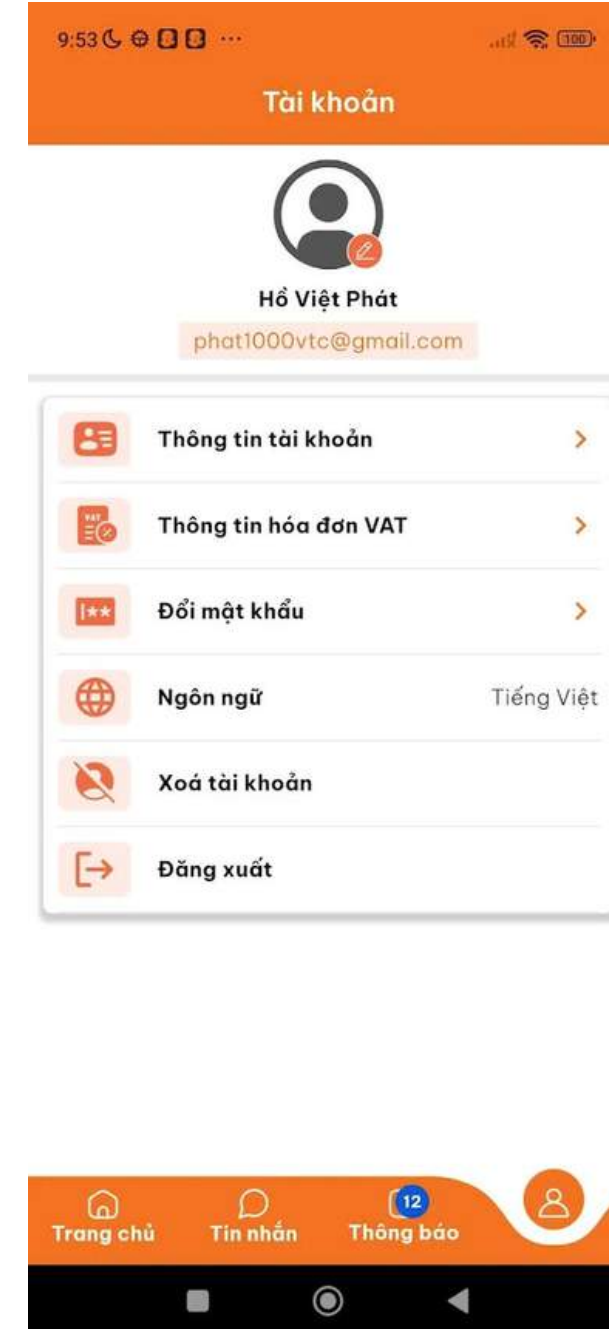 9:53
100
Tài khoản
Hồ Việt Phát
phat1000vtc@gmail.com
Thông tin tài khoản
VAT
Thông tin hóa đơn VAT
|**
Đổi mật khẩu
Ngôn ngữ Tiếng Việt
Xoá tài khoản
Đăng xuất
12
Trang chủ Tin nhắn Thông báo